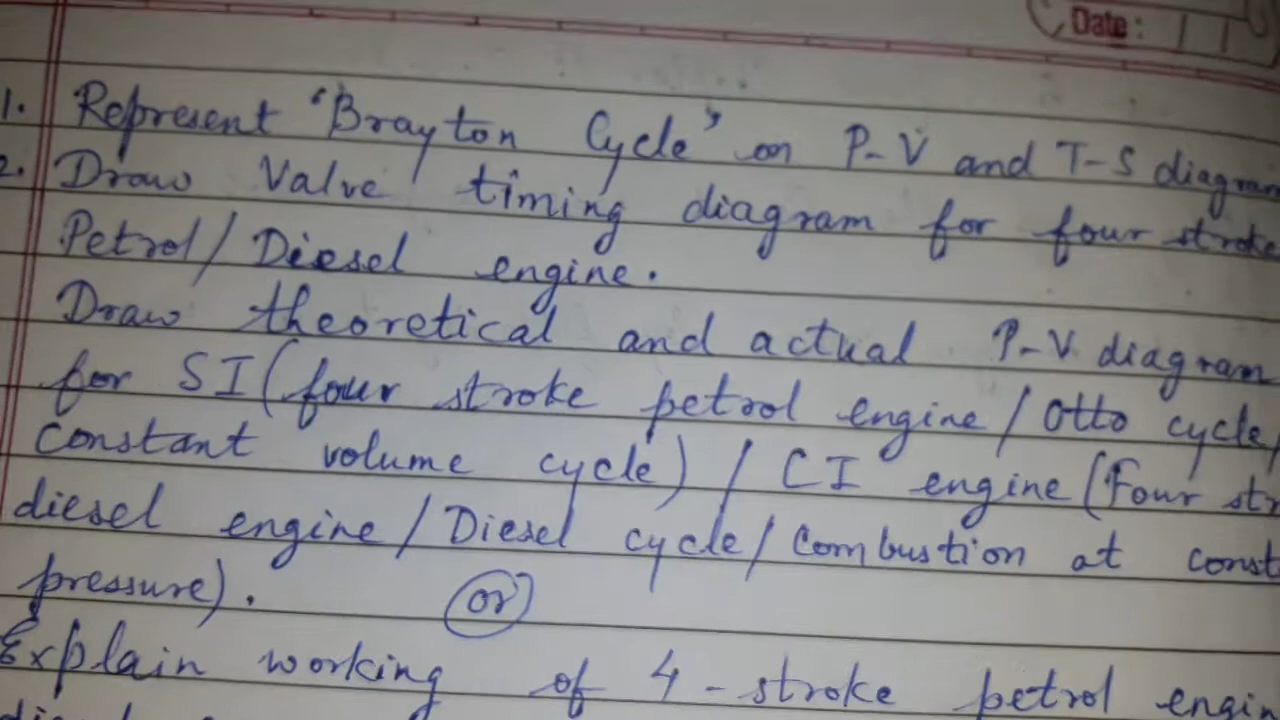 Date :
1. Represent 'Brayton Cycle' on P-V and T-S diagram
2. Draw Valve timing diagram for four stroke
Petrol/Diesel engine.
Draw theoretical and actual P-V diagram
for SI (four stroke petrol engine / Otto cycle,
constant volume cycle) / CI engine (Four str
diesel engine / Diesel cycle / Combustion at const
pressure).
or
Explain working of 4-stroke petrol engin